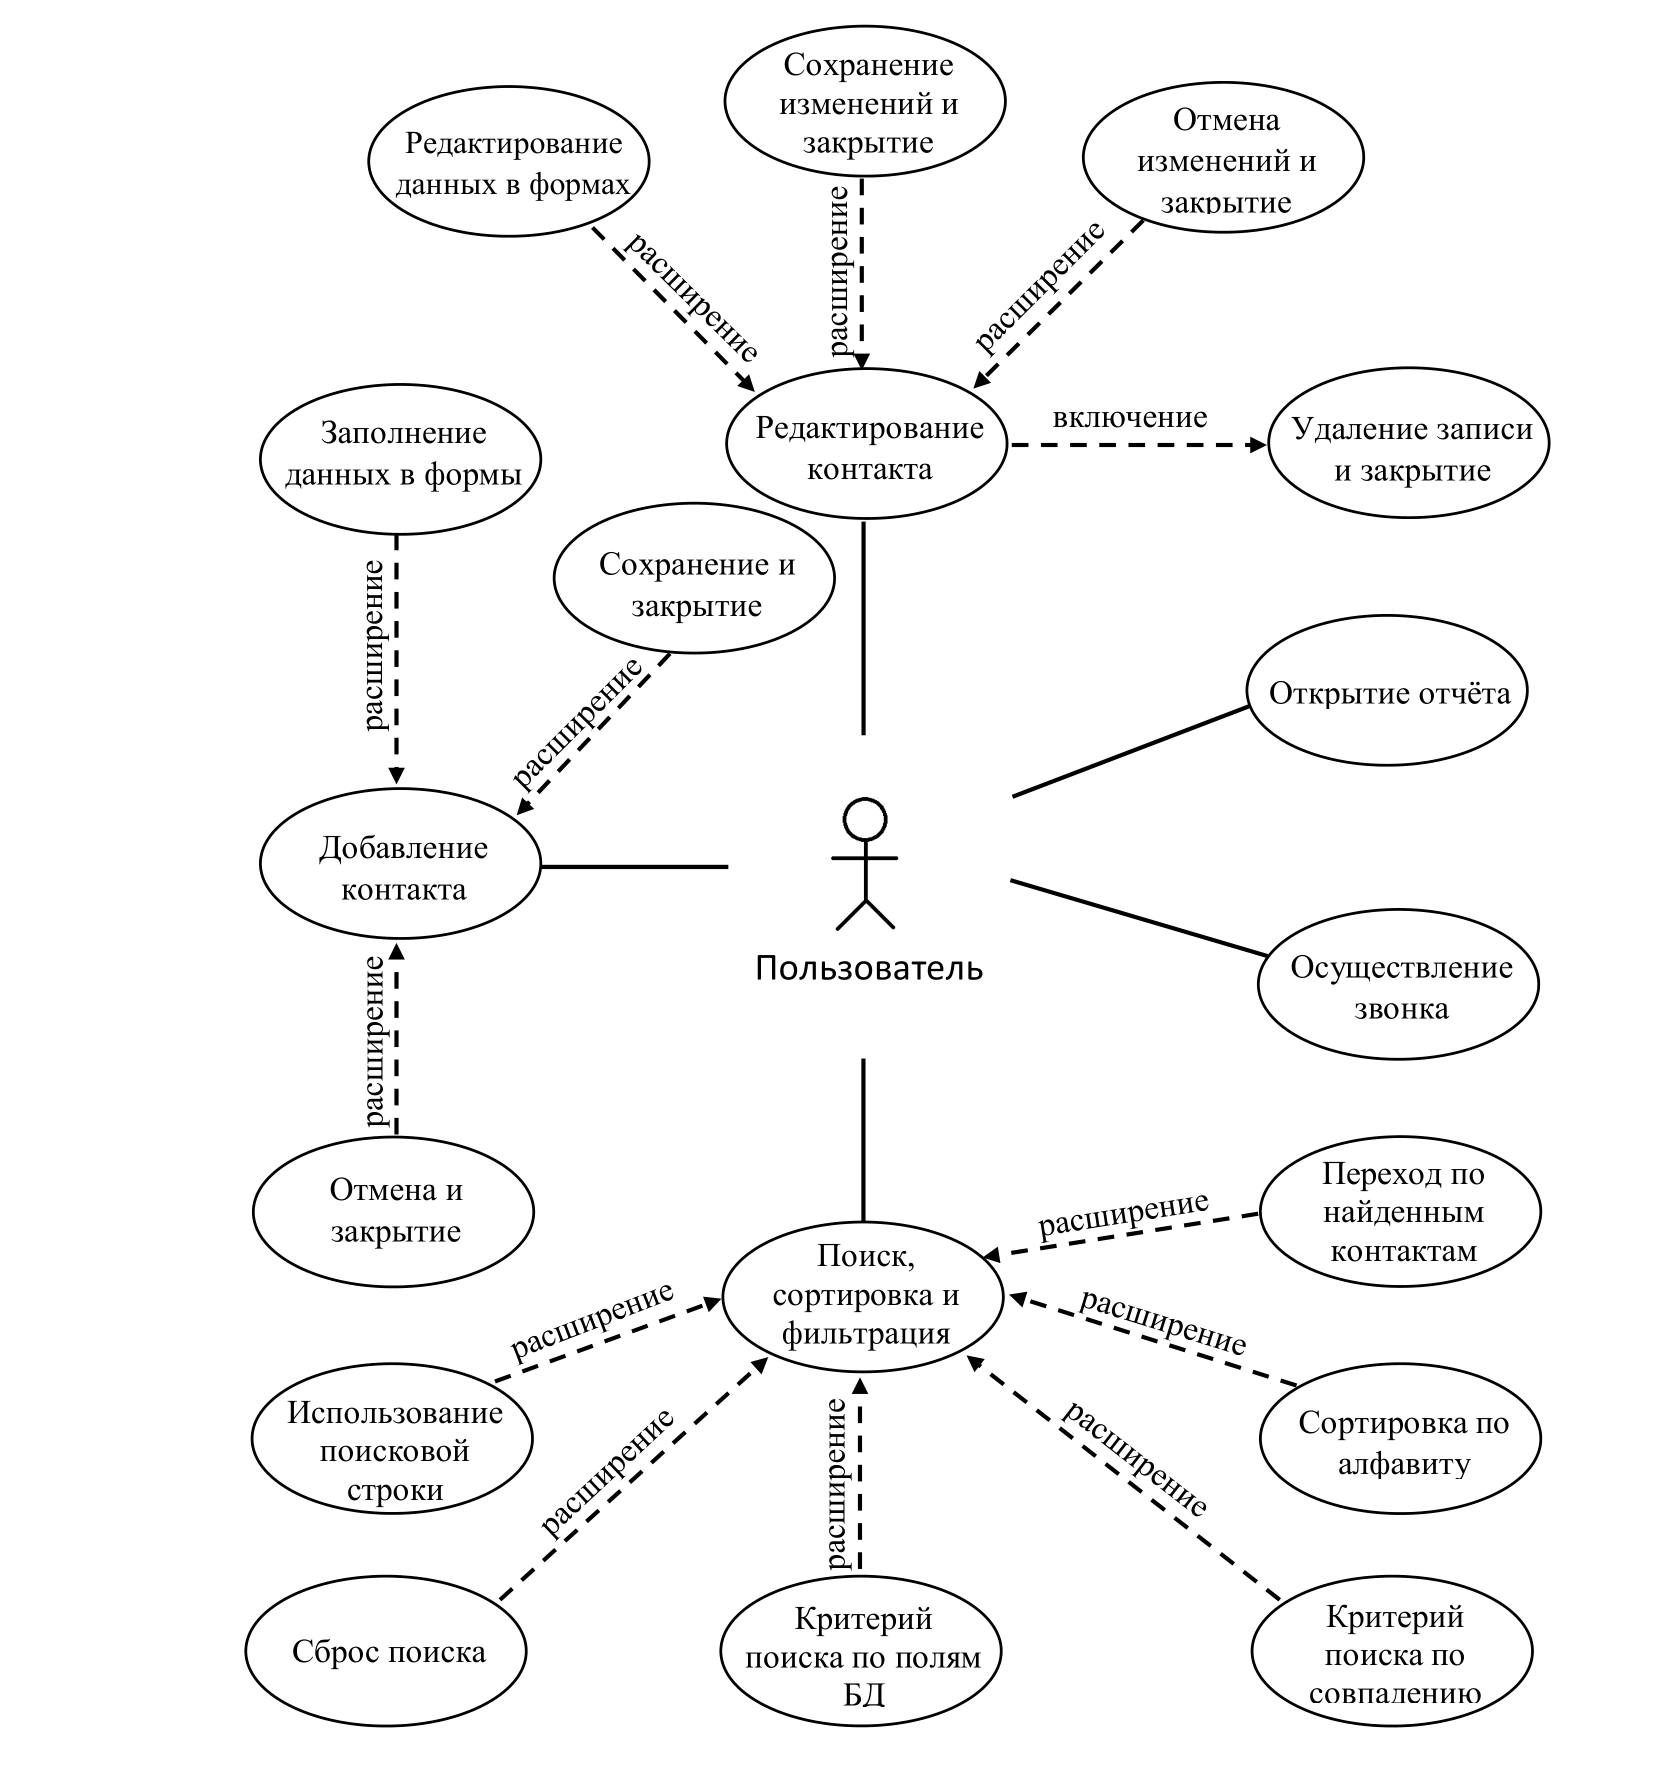 Сохранение
изменений и
закрытие
Редактирование
данных в формах
Отмена
изменений и
закрытие
расширение
расширение
расширение
Редактирование
контакта
включение
Удаление записи
и закрытие
Заполнение
данных в формы
расширение
Сохранение и
закрытие
расширение
Открытие отчёта
Добавление
контакта
Пользователь
Осуществление
звонка
расширение
Отмена и
закрытие
Поиск,
сортировка и
фильтрация
расширение
Переход по
найденным
контактам
расширение
Использование
поисковой
строки
расширение
Сортировка по
алфавиту
расширение
Сброс поиска
расширение
Критерий
поиска по полям
БД
расширение
Критерий
поиска по
совпадению